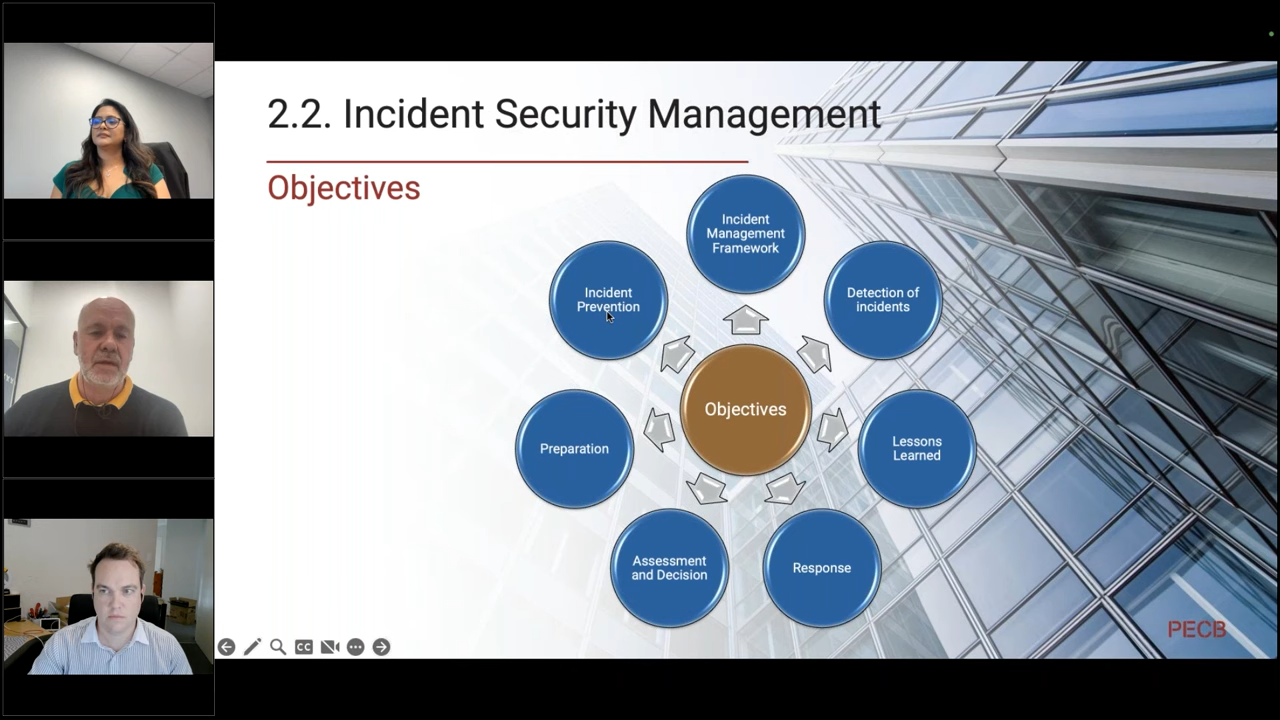 2.2. Incident Security Management
Objectives
Incident
Management
Framework
Incident
Prevention
Detection of
incidents
Objectives
Preparation
Lessons
Learned
Assessment
and Decision
Response
PECB
CC